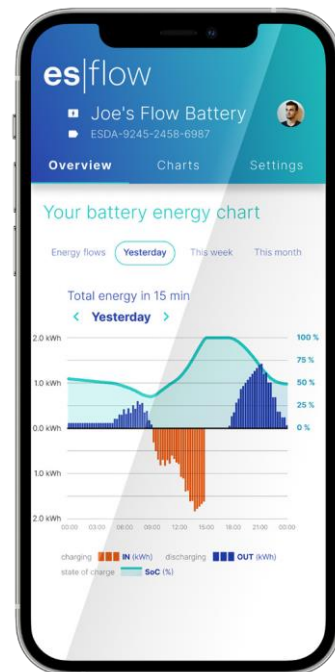 es|flow
Joe's Flow Battery
ESDA-9245-2458-6987
Overview Charts Settings
Your battery energy chart
Energy flows Yesterday This week This month
Total energy in 15 min
< Yesterday >
2.0 kWh 100 %
75 %
1.0 kWh 50 %
25 %
0.0 kWh 0 %
1.0 kWh
2.0 kWh
00:00 03:00 06:00 09:00 12:00 15:00 18:00 21:00 00:00
charging IN (kWh) discharging OUT (kWh)
state of charge SoC (%)